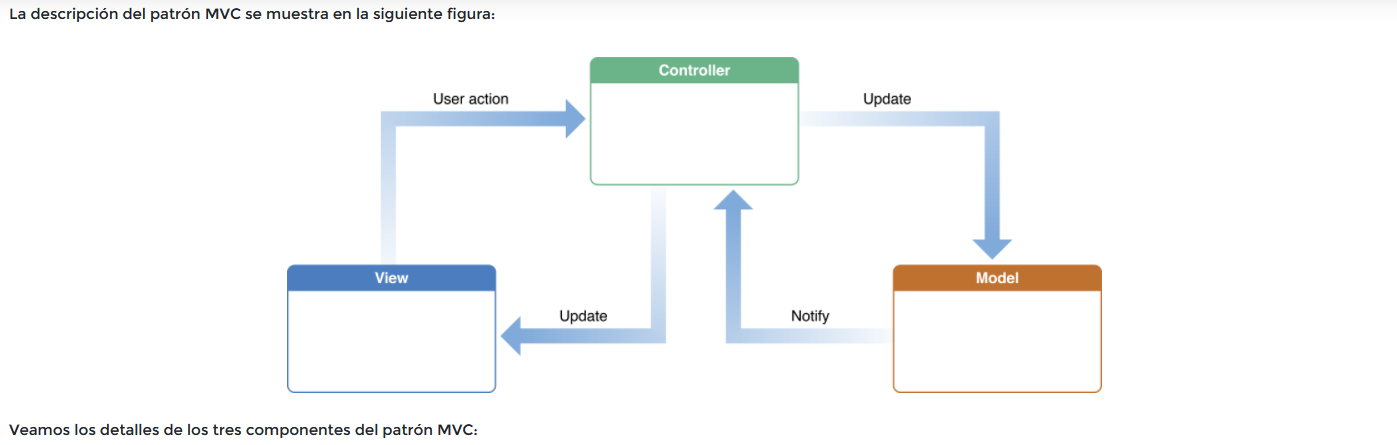 La descripción del patrón MVC se muestra en la siguiente figura:
Controller
User action
Update
View
Model
Update
Notify
Veamos los detalles de los tres componentes del patrón MVC: